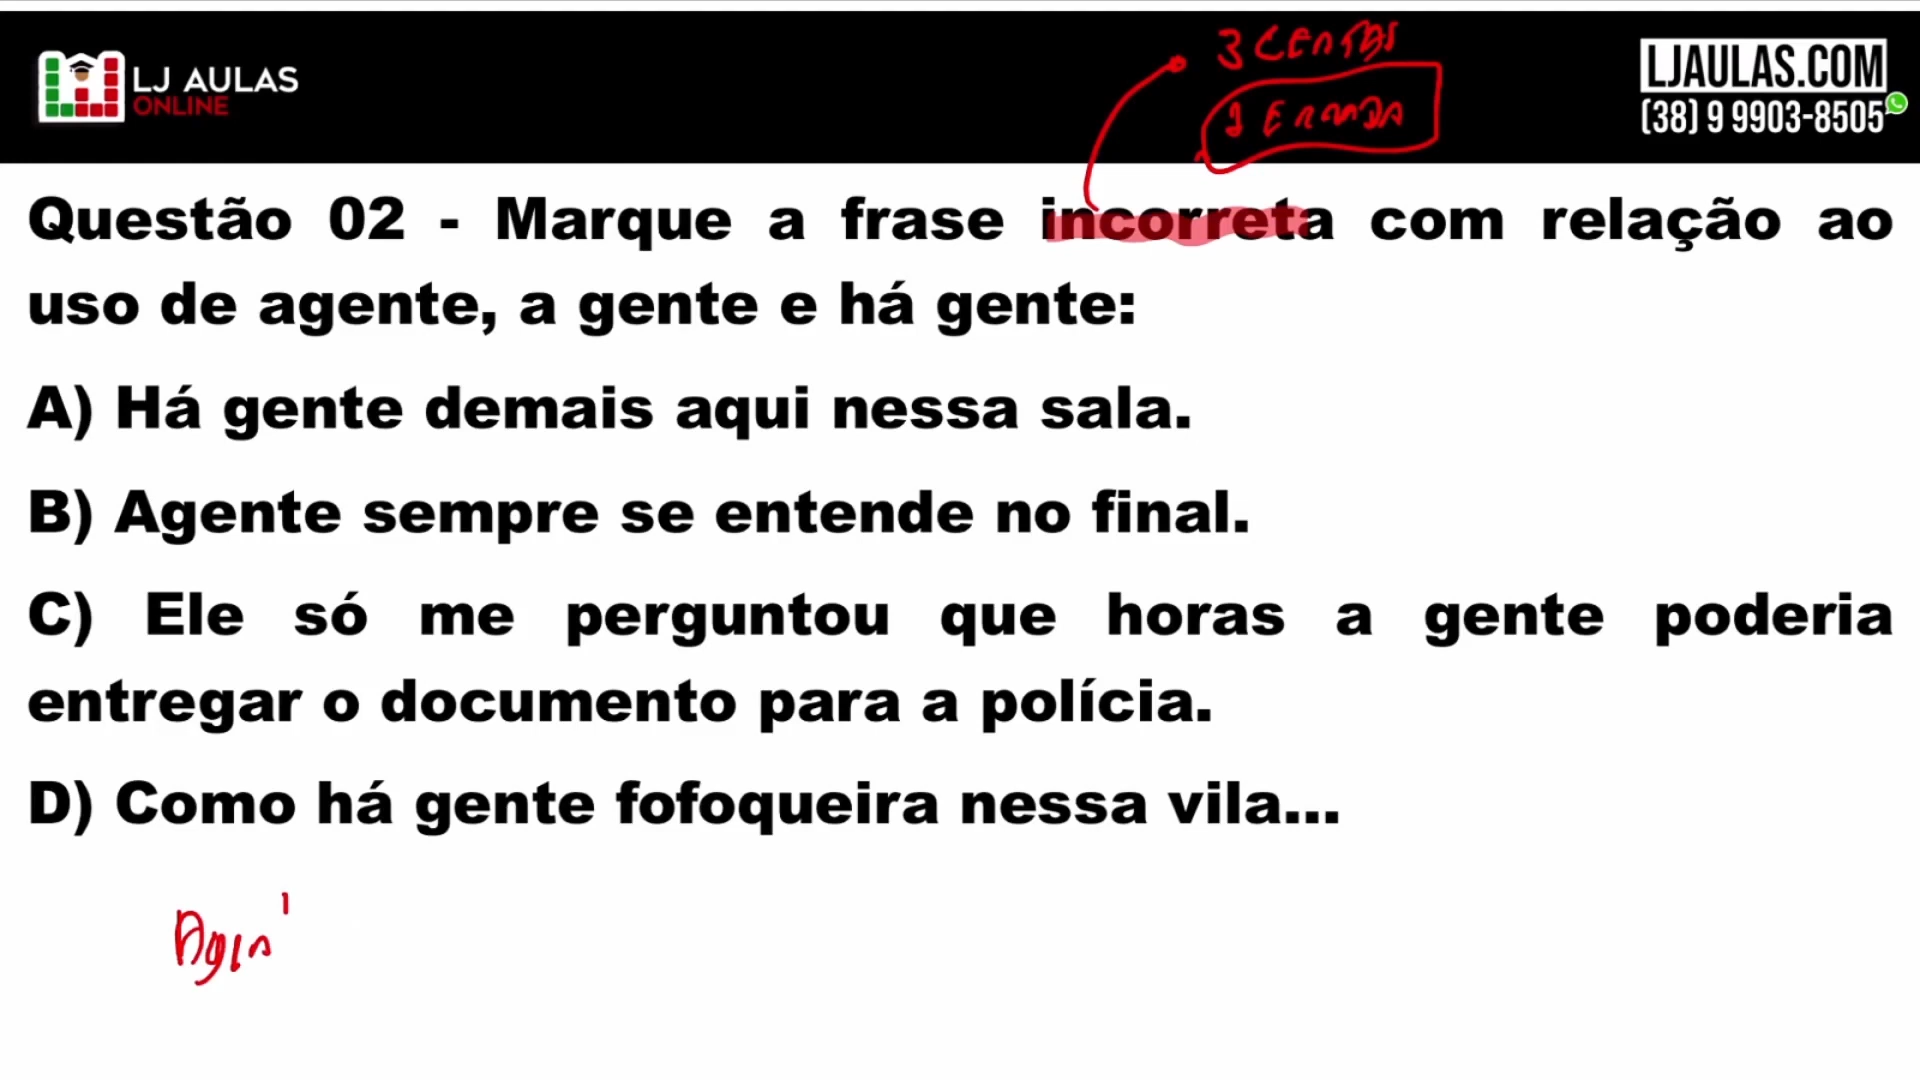 3 CERTAS
LJ AULAS
ONLINE
1 ERRADA
LJAULAS.COM
(38) 9 9903-8505
Questão 02 - Marque a frase incorreta com relação ao
uso de agente, a gente e há gente:
A) Há gente demais aqui nessa sala.
B) Agente sempre se entende no final.
C) Ele só me perguntou que horas a gente poderia
entregar o documento para a polícia.
D) Como há gente fofoqueira nessa vila...